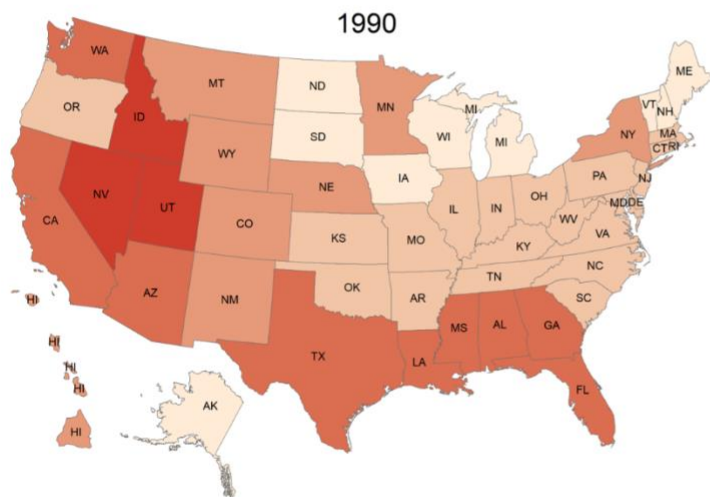 1990
WA
MT
ND
MN
ME
VT
NH
MI
OR
ID
SD
WI
MI
NY
MA
CT RI
WY
IA
PA
NJ
NV
UT
NE
IL
IN
OH
MD DE
CA
CO
KS
MO
WV
VA
KY
AZ
NM
OK
AR
TN
NC
SC
HI
TX
LA
MS
AL
GA
FL
HI
HI
HI
AK
HI